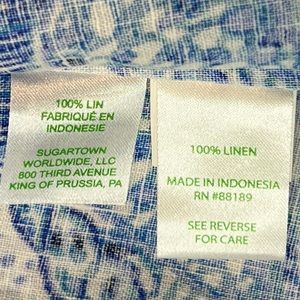 100% LIN
FABRIQUÉ EN
INDONESIE
SUGARTOWN
WORLDWIDE, LLC
800 THIRD AVENUE
KING OF PRUSSIA, PA
100% LINEN
MADE IN INDONESIA
RN #88189
SEE REVERSE
FOR CARE